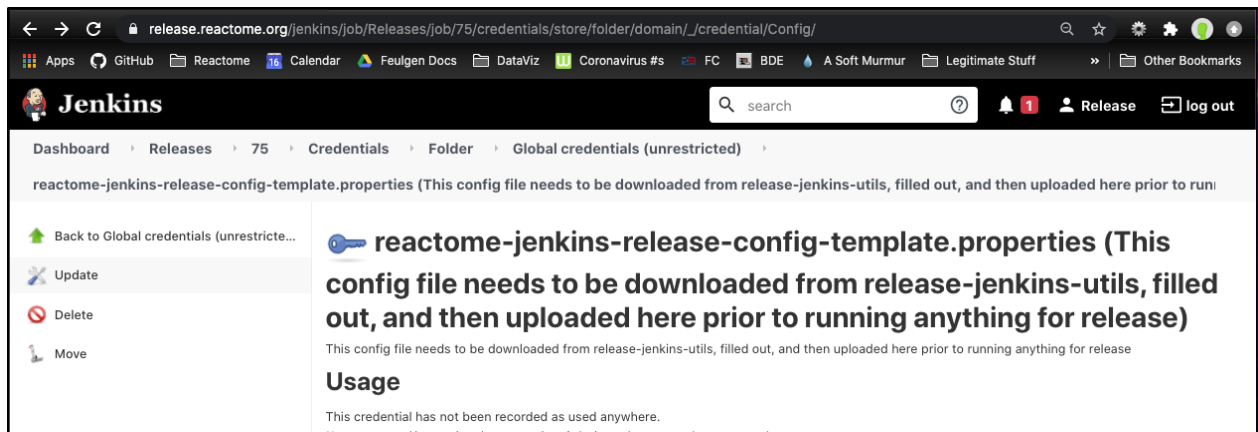 release.reactome.org/jenkins/job/Releases/job/75/credentials/store/folder/domain/_/credential/Config/
Apps GitHub Reactome 16 Calendar Feulgen Docs DataViz Coronavirus #s FC BDE A Soft Murmur Legitimate Stuff » Other Bookmarks
Jenkins search 1 Release log out
Dashboard Releases 75 Credentials Folder Global credentials (unrestricted)
reactome-jenkins-release-config-template.properties (This config file needs to be downloaded from release-jenkins-utils, filled out, and then uploaded here prior to
Back to Global credentials (unrestricte...
Update
Delete
Move
reactome-jenkins-release-config-template.properties (This
config file needs to be downloaded from release-jenkins-utils, filled
out, and then uploaded here prior to running anything for release)
This config file needs to be downloaded from release-jenkins-utils, filled out, and then uploaded here prior to running anything for release
Usage
This credential has not been recorded as used anywhere.